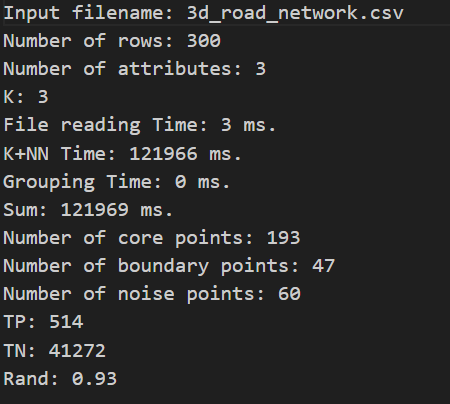 Input filename: 3d_road_network.csv
Number of rows: 300
Number of attributes: 3
K: 3
File reading Time: 3 ms.
K+NN Time: 121966 ms.
Grouping Time: 0 ms.
Sum: 121969 ms.
Number of core points: 193
Number of boundary points: 47
Number of noise points: 60
TP: 514
TN: 41272
Rand: 0.93